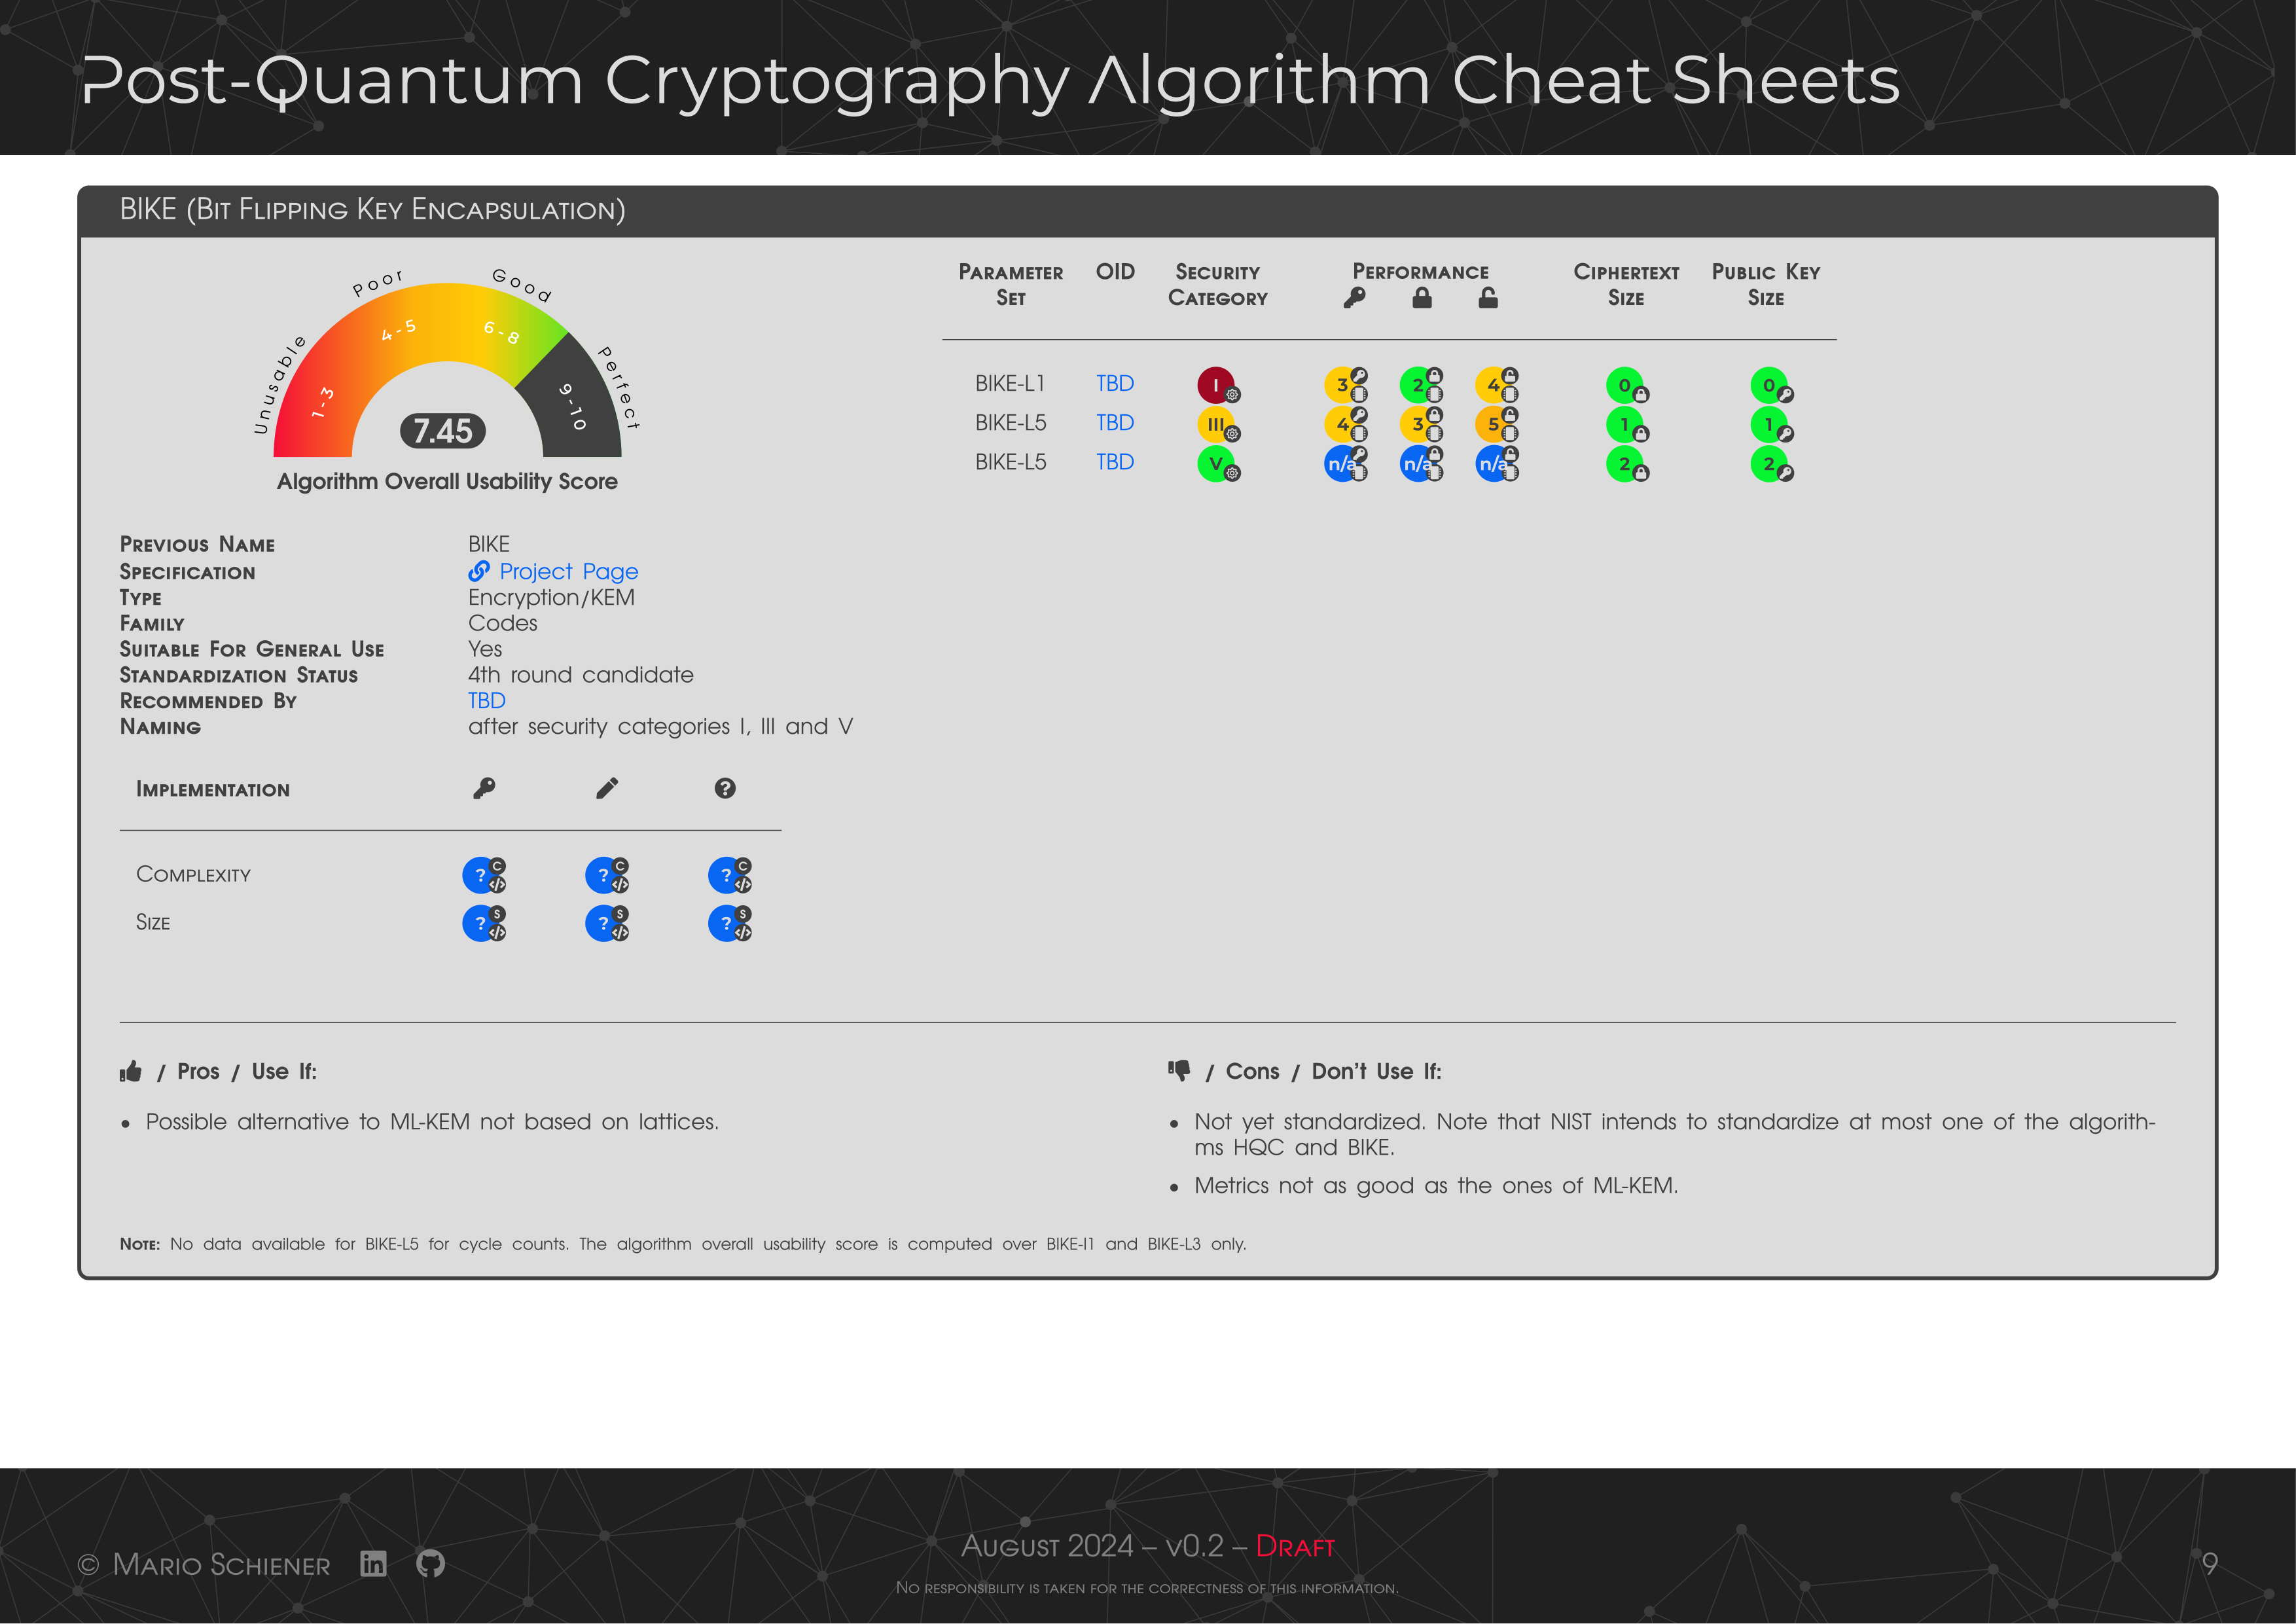 Post-Quantum Cryptography Algorithm Cheat Sheets
BIKE (Bit Flipping Key Encapsulation)
Unusable Poor Good Perfect
1-3 4-5 6-8 9-10
7.45
Algorithm Overall Usability Score
Parameter Set OID Security Category Performance Ciphertext Size Public Key Size
BIKE-L1 TBD I 3 2 4 0 0
BIKE-L5 TBD III 4 3 5 1 1
BIKE-L5 TBD V n/a n/a n/a 2 2
Previous Name BIKE
Specification Project Page
Type Encryption/KEM
Family Codes
Suitable For General Use Yes
Standardization Status 4th round candidate
Recommended By TBD
Naming after security categories I, III and V
Implementation ?
Complexity ? C </> ? C </> ? C </>
Size ? S </> ? S </> ? S </>
/ Pros / Use If:
• Possible alternative to ML-KEM not based on lattices.
/ Cons / Don't Use If:
• Not yet standardized. Note that NIST intends to standardize at most one of the algorith-
ms HQC and BIKE.
• Metrics not as good as the ones of ML-KEM.
Note: No data available for BIKE-L5 for cycle counts. The algorithm overall usability score is computed over BIKE-l1 and BIKE-L3 only.
© Mario Schiener in
August 2024 – v0.2 – Draft
No responsibility is taken for the correctness of this information.
9